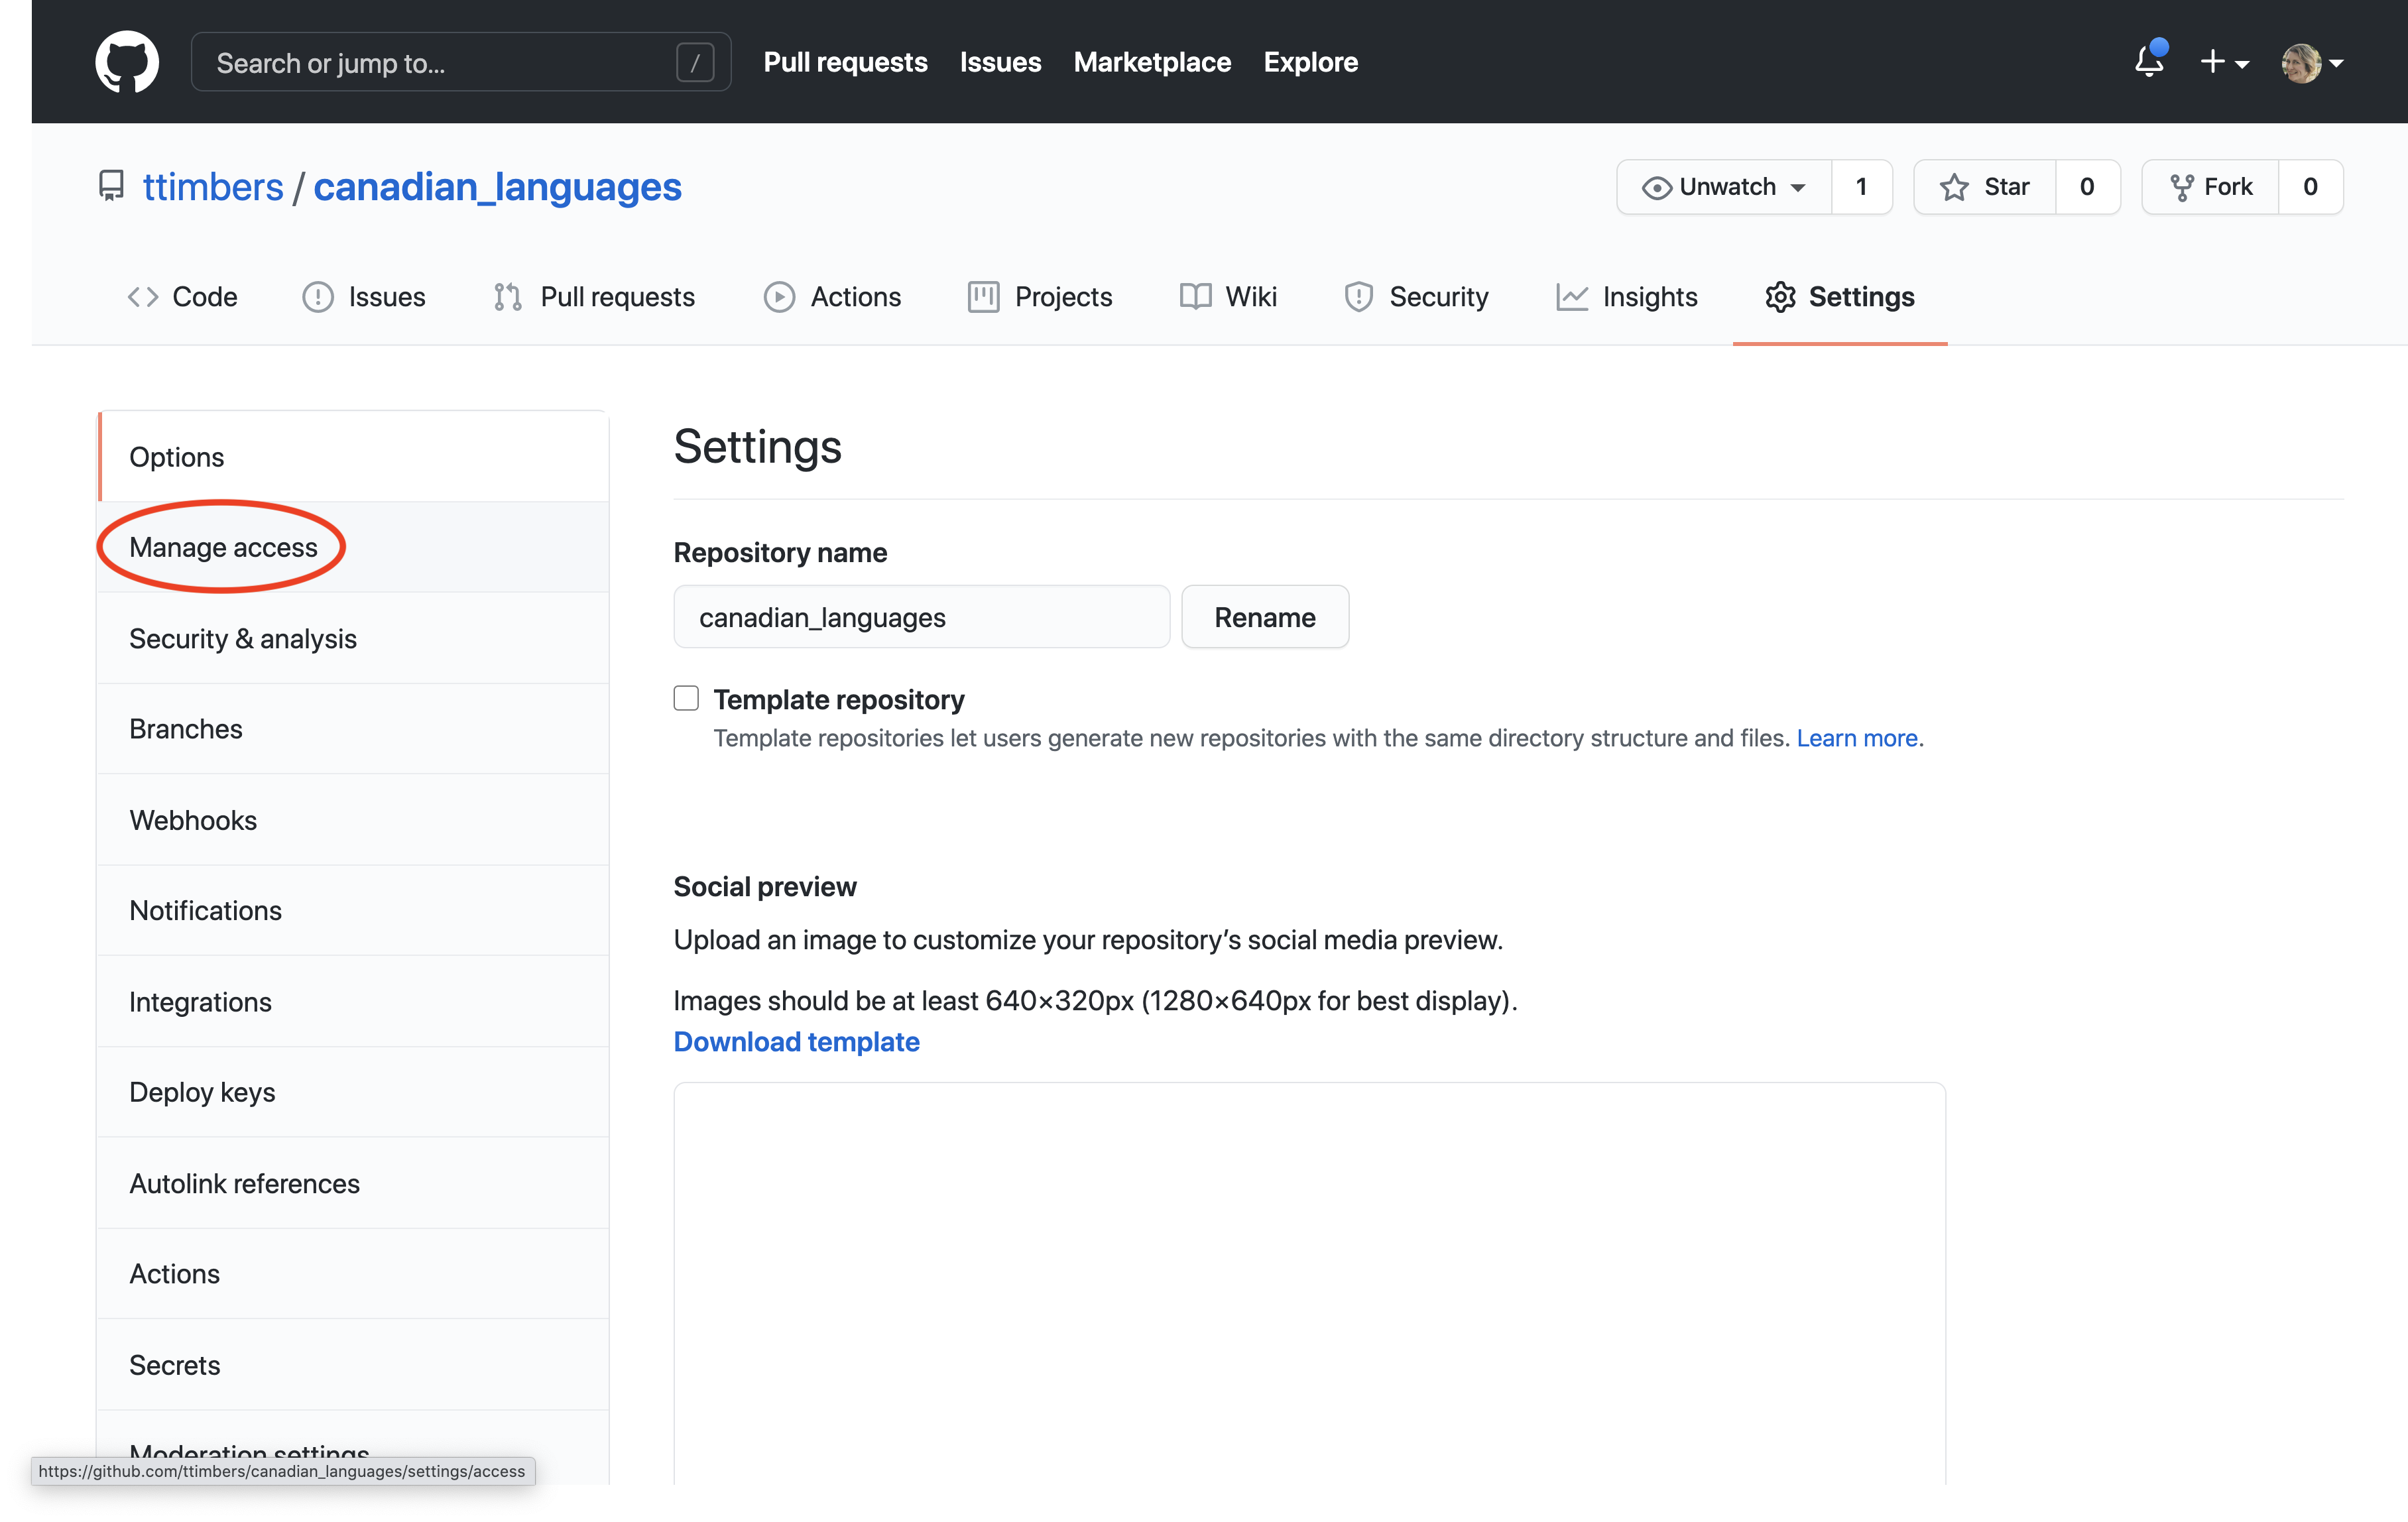 Search or jump to... /
Pull requests Issues Marketplace Explore
ttimbers / canadian_languages
Unwatch 1 Star 0 Fork 0
Code Issues Pull requests Actions Projects Wiki Security Insights Settings
Options
Manage access
Security & analysis
Branches
Webhooks
Notifications
Integrations
Deploy keys
Autolink references
Actions
Secrets
Moderation settings
https://github.com/ttimbers/canadian_languages/settings/access
Settings
Repository name
canadian_languages Rename
Template repository
Template repositories let users generate new repositories with the same directory structure and files. Learn more.
Social preview
Upload an image to customize your repository’s social media preview.
Images should be at least 640×320px (1280×640px for best display).
Download template